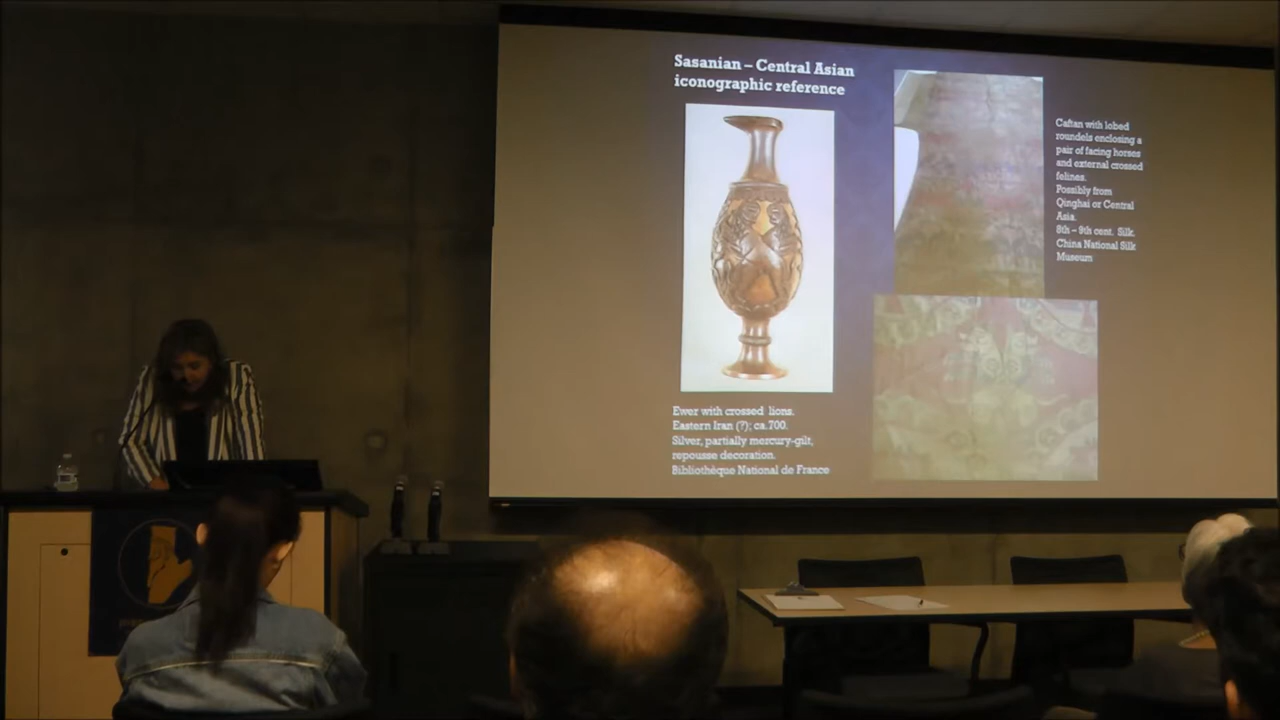 Sasanian – Central Asian
iconographic reference
Caftan with lobed
roundels enclosing a
pair of facing horses
and external crossed
felines.
Possibly from
Qinghai or Central
Asia.
8th – 9th cent. Silk.
China National Silk
Museum
Ewer with crossed lions.
Eastern Iran (?); ca.700.
Silver, partially mercury-gilt,
repousse decoration.
Bibliothèque National de France